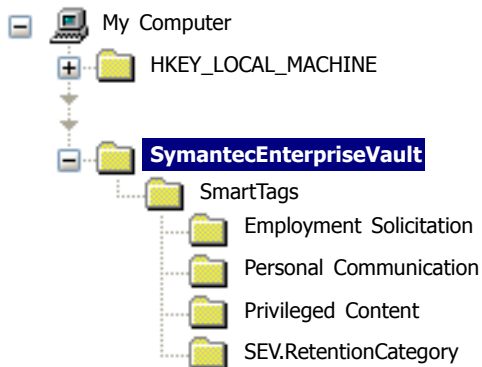 My Computer
HKEY_LOCAL_MACHINE
SymantecEnterpriseVault
SmartTags
Employment Solicitation
Personal Communication
Privileged Content
SEV.RetentionCategory